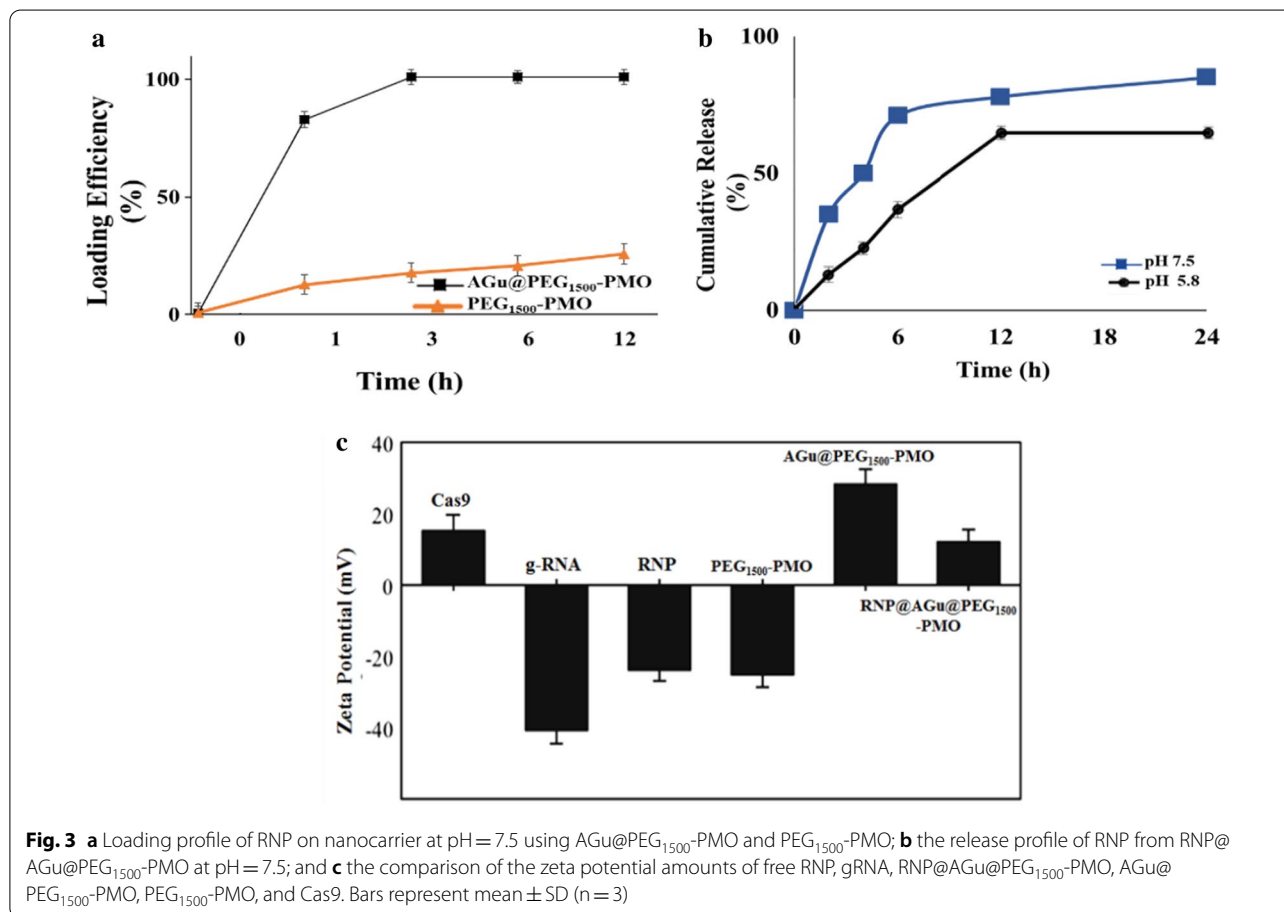 a
100
50
0
Loading Efficiency
(%)
AGu@PEG1500-PMO
PEG1500-PMO
0 1 3 6 12
Time (h)
b
100
50
0
Cumulative Release
(%)
pH 7.5
pH 5.8
0 6 12 18 24
Time (h)
c
40
20
0
-20
-40
Zeta Potential (mV)
Cas9
g-RNA
RNP
PEG1500-PMO
AGu@PEG1500-PMO
RNP@AGu@PEG1500
-PMO
Fig. 3 a Loading profile of RNP on nanocarrier at pH = 7.5 using AGu@PEG1500-PMO and PEG1500-PMO; b the release profile of RNP from RNP@
AGu@PEG1500-PMO at pH = 7.5; and c the comparison of the zeta potential amounts of free RNP, gRNA, RNP@AGu@PEG1500-PMO, AGu@
PEG1500-PMO, PEG1500-PMO, and Cas9. Bars represent mean ± SD (n = 3)